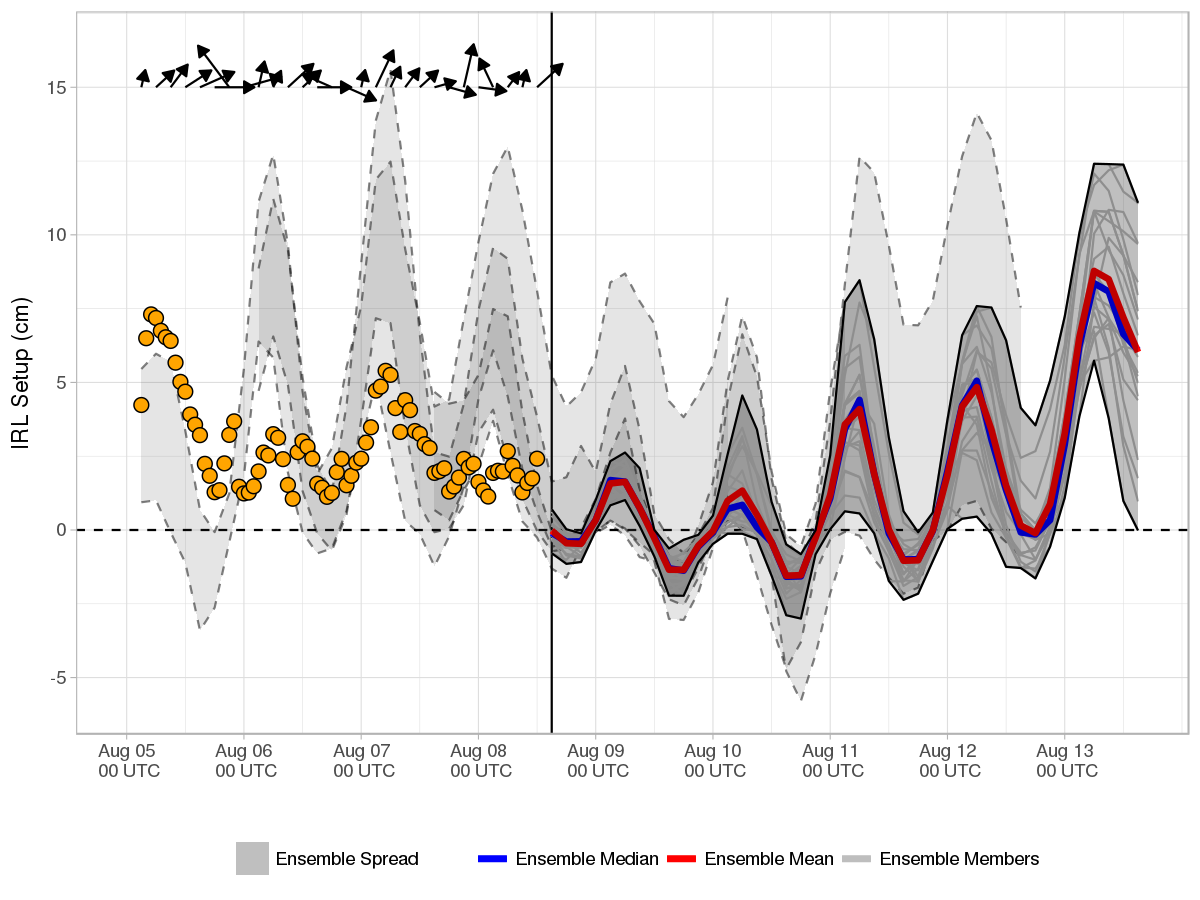 IRL Setup (cm)
15
10
5
0
-5
Aug 05
00 UTC
Aug 06
00 UTC
Aug 07
00 UTC
Aug 08
00 UTC
Aug 09
00 UTC
Aug 10
00 UTC
Aug 11
00 UTC
Aug 12
00 UTC
Aug 13
00 UTC
Ensemble Spread
Ensemble Median
Ensemble Mean
Ensemble Members